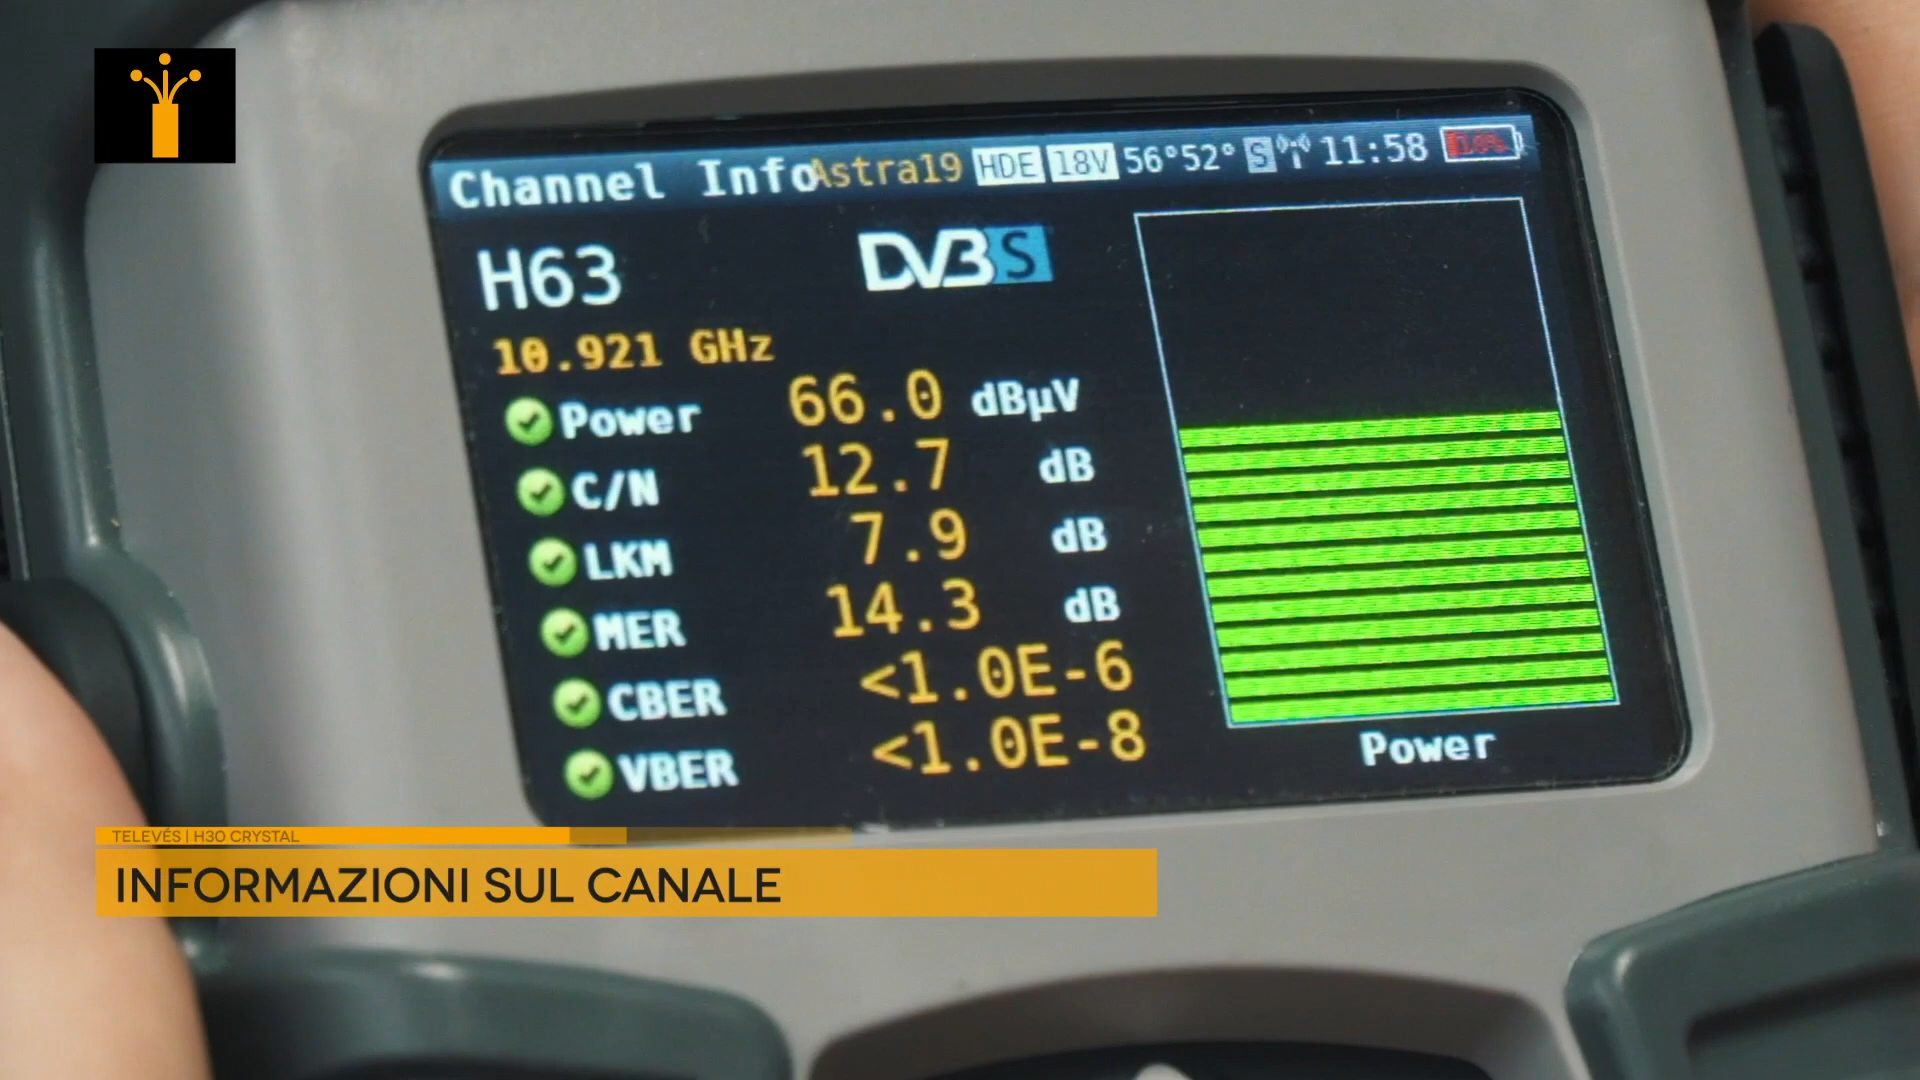 Channel Info Astra19 HDE 18V 56°52° S 11:58 10%
H63
DVB S
10.921 GHz
Power 66.0 dBµV
C/N 12.7 dB
LKM 7.9 dB
MER 14.3 dB
CBER <1.0E-6
VBER <1.0E-8
Power
TELEVÉS | H30 CRYSTAL
INFORMAZIONI SUL CANALE